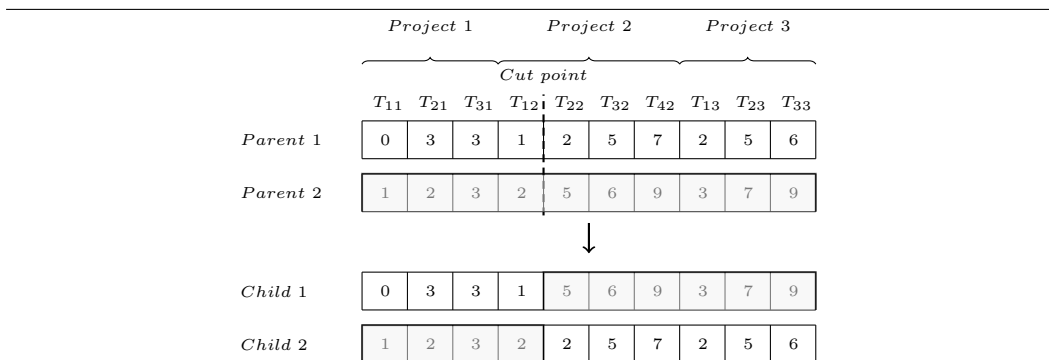 Project 1 Project 2 Project 3
Cut point
T11 T21 T31 T12 T22 T32 T42 T13 T23 T33
Parent 1 0 3 3 1 2 5 7 2 5 6
Parent 2 1 2 3 2 5 6 9 3 7 9
Child 1 0 3 3 1 5 6 9 3 7 9
Child 2 1 2 3 2 2 5 7 2 5 6